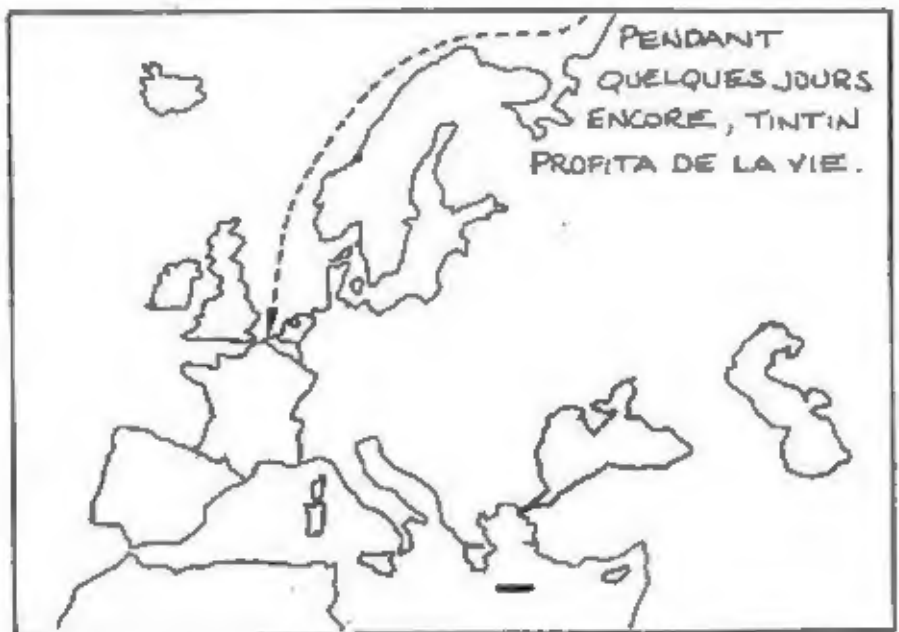 PENDANT
QUELQUES JOURS
ENCORE, TINTIN
PROFITA DE LA VIE.